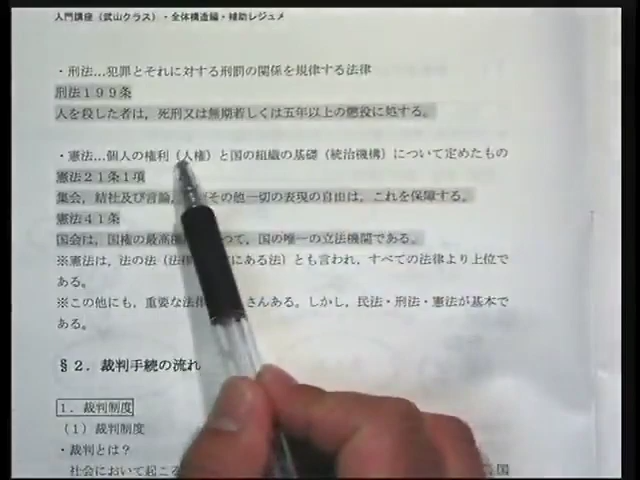 入門講座（武山クラス）・全体構造編・補助レジュメ
・刑法…犯罪とそれに対する刑罰の関係を規律する法律
刑法１９９条
人を殺した者は、死刑又は無期若しくは五年以上の懲役に処する。
・憲法…個人の権利（人権）と国の組織の基礎（統治機構）について定めたもの
憲法２１条１項
集会、結社及び言論、その他一切の表現の自由は、これを保障する。
憲法４１条
国会は、国権の最高 つて、国の唯一の立法機関である。
※憲法は、法の法（法律 にある法）とも言われ、すべての法律より上位で
ある。
※この他にも、重要な法律 さんある。しかし、民法・刑法・憲法が基本で
ある。
§２．裁判手続の流れ
１．裁判制度
（１）裁判制度
・裁判とは？
社会において起こる 国